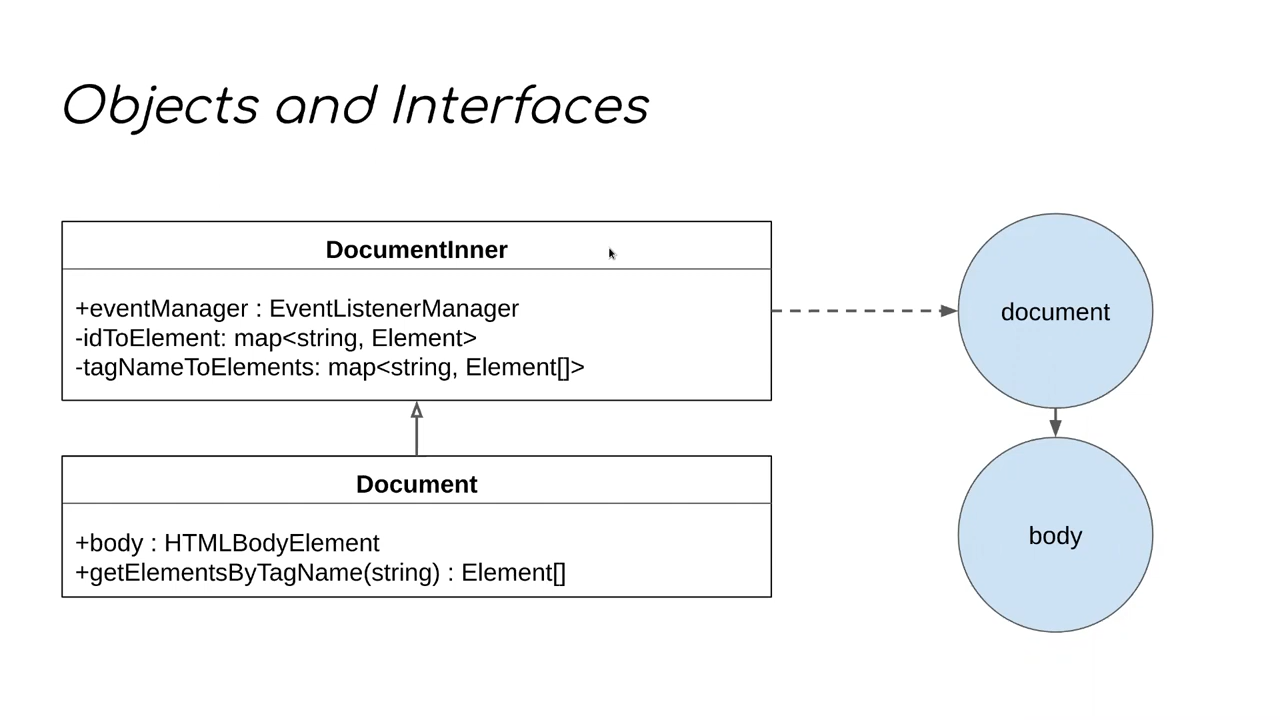 Objects and Interfaces
DocumentInner
+eventManager : EventListenerManager
-idToElement: map<string, Element>
-tagNameToElements: map<string, Element[]>
Document
+body : HTMLBodyElement
+getElementsByTagName(string) : Element[]
document
body